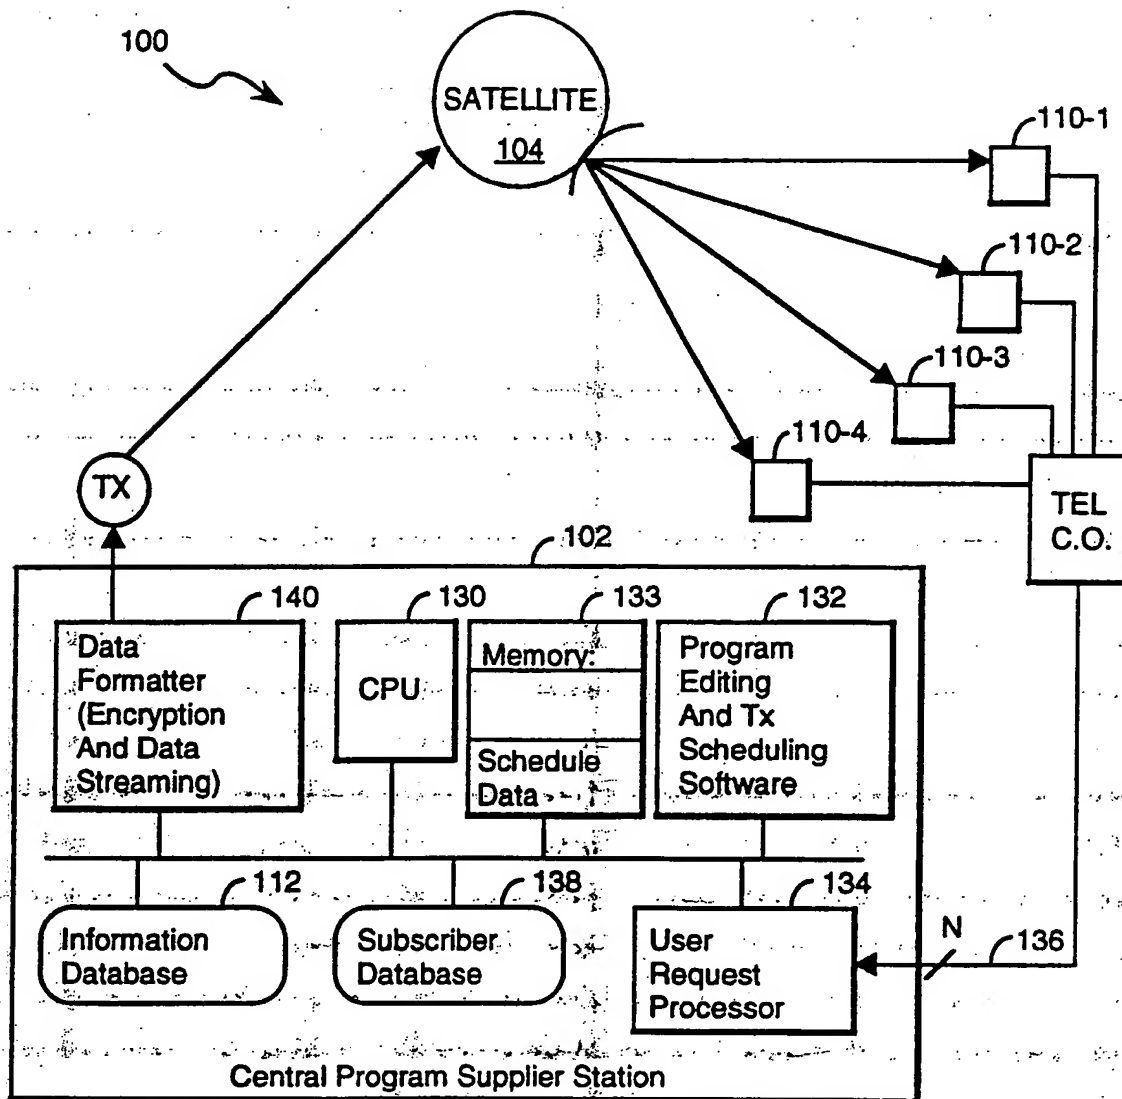 100
SATELLITE
104
110-1
110-2
110-3
110-4
TX
TEL
C.O.
102
140
130
133
132
Data
Formatter
(Encryption
And Data
Streaming)
CPU
Memory:
Schedule
Data
Program
Editing
And Tx
Scheduling
Software
112
138
134
Information
Database
Subscriber
Database
User
Request
Processor
N
136
Central Program Supplier Station